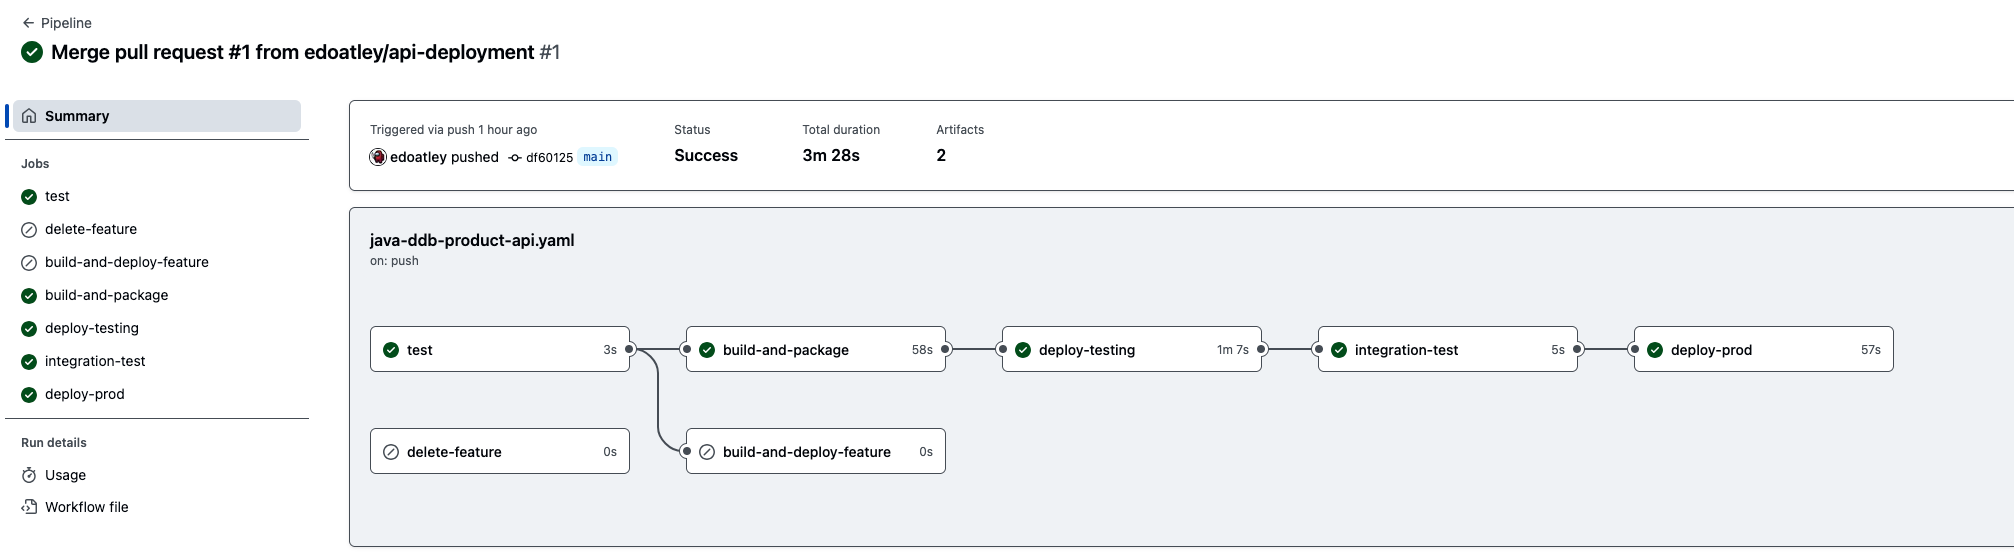 Pipeline
Merge pull request #1 from edoatley/api-deployment #1
Summary
Jobs
test
delete-feature
build-and-deploy-feature
build-and-package
deploy-testing
integration-test
deploy-prod
Run details
Usage
Workflow file
Triggered via push 1 hour ago
edoatley pushed df60125 main
Status
Success
Total duration
3m 28s
Artifacts
2
java-ddb-product-api.yaml
on: push
test 3s
build-and-package 58s
deploy-testing 1m 7s
integration-test 5s
deploy-prod 57s
delete-feature 0s
build-and-deploy-feature 0s